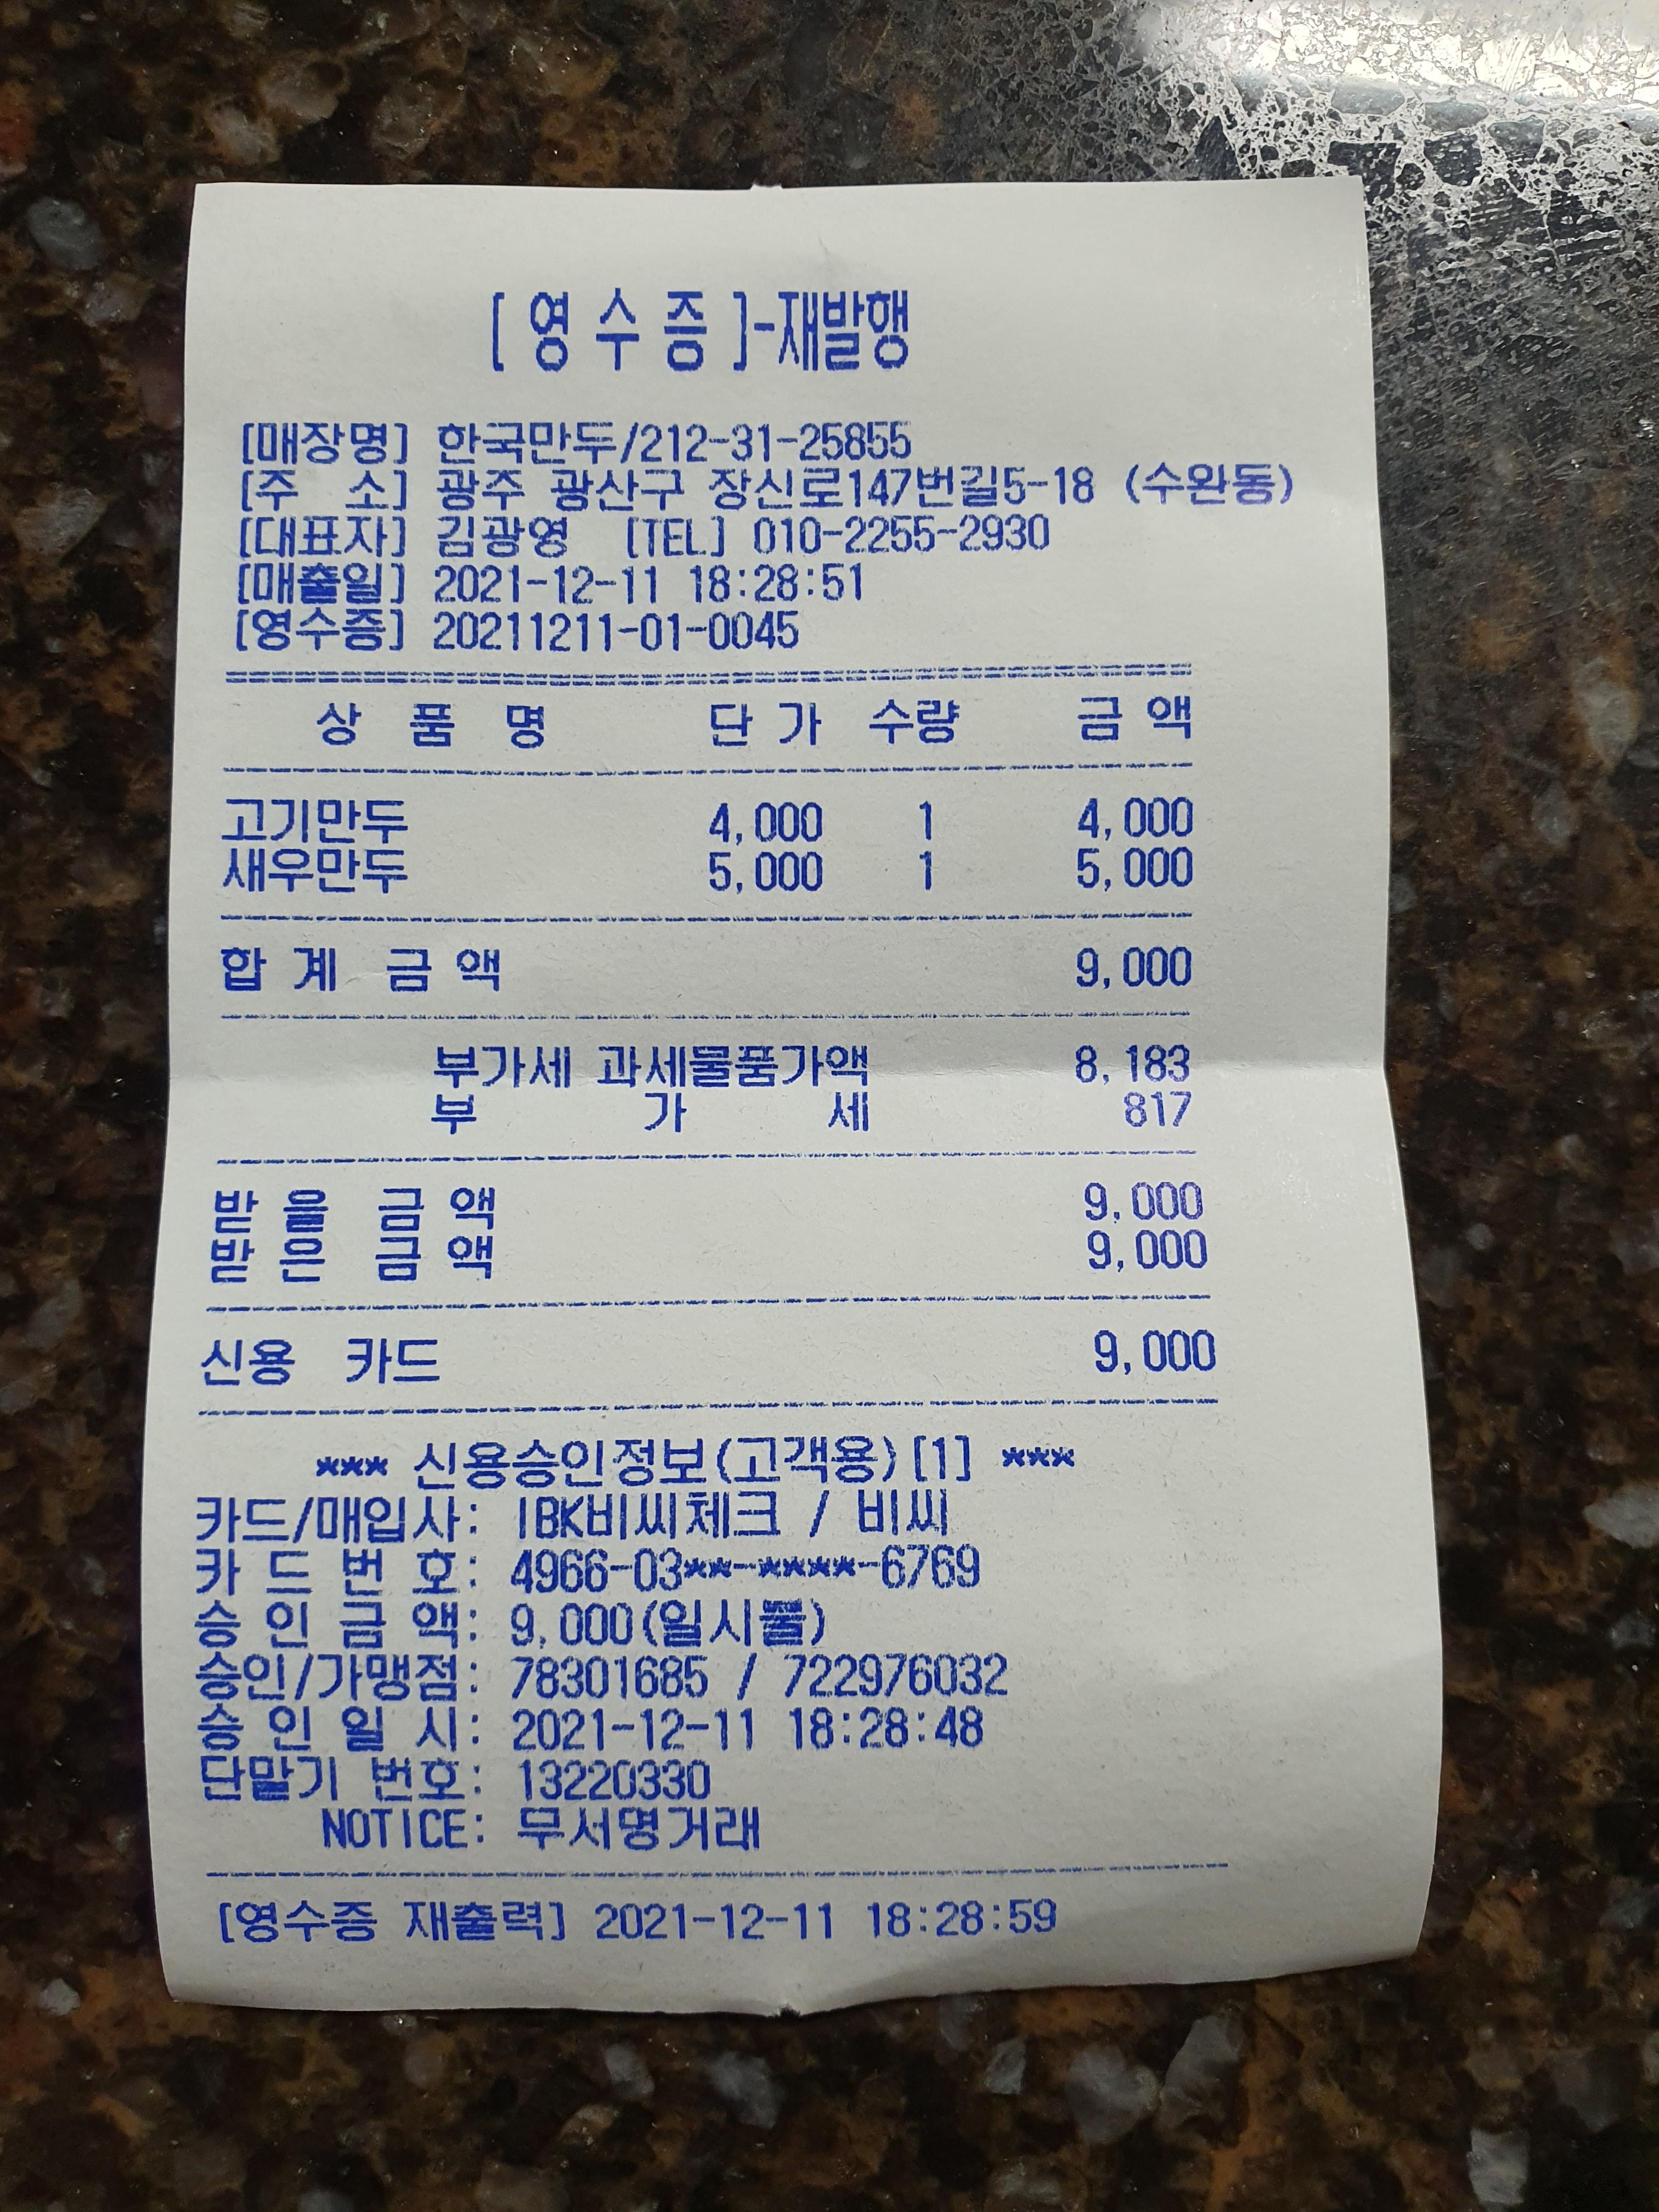 [ 영 수 증 ]-재발행
[매장명] 한국만두/212-31-25855
[주 소] 광주 광산구 장신로147번길5-18 (수완동)
[대표자] 김광영 [TEL] 010-2255-2930
[매출일] 2021-12-11 18:28:51
[영수증] 20211211-01-0045
상 품 명 단 가 수량 금 액
고기만두 4,000 1 4,000
새우만두 5,000 1 5,000
합 계 금 액 9,000
부가세 과세물품가액 8,183
부 가 세 817
받 을 금 액 9,000
받 은 금 액 9,000
신용 카드 9,000
*** 신용승인정보(고객용)[1] ***
카드/매입사: IBK비씨체크 / 비씨
카 드 번 호: 4966-03**-****-6769
승 인 금 액: 9,000(일시불)
승인/가맹점: 78301685 / 722976032
승 인 일 시: 2021-12-11 18:28:48
단말기 번호: 13220330
NOTICE: 무서명거래
[영수증 재출력] 2021-12-11 18:28:59